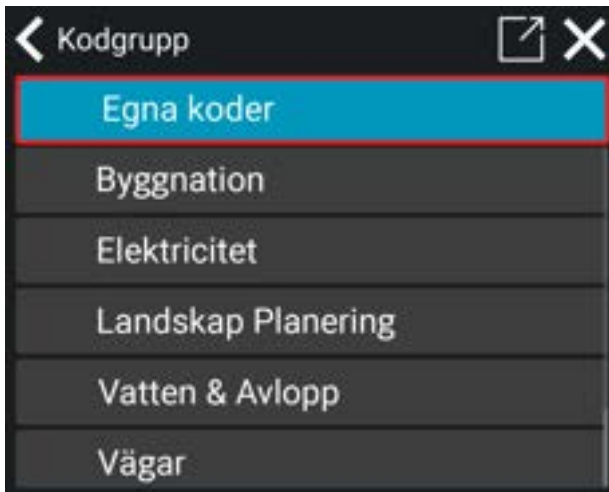 Kodgrupp
Egna koder
Byggnation
Elektricitet
Landskap Planering
Vatten & Avlopp
Vägar